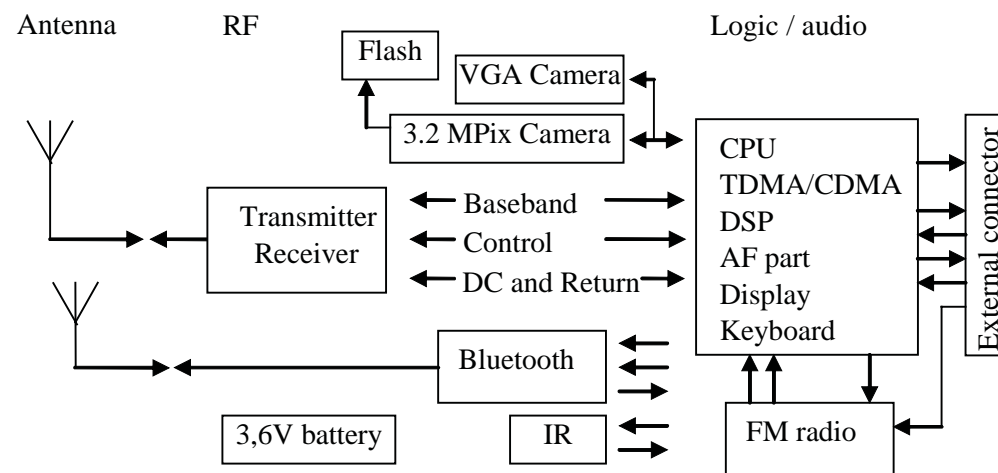 Antenna
RF
Logic / audio
Flash
VGA Camera
3.2 MPix Camera
CPU
TDMA/CDMA
DSP
AF part
Display
Keyboard
External connector
Transmitter
Receiver
Baseband
Control
DC and Return
Bluetooth
3,6V battery
IR
FM radio